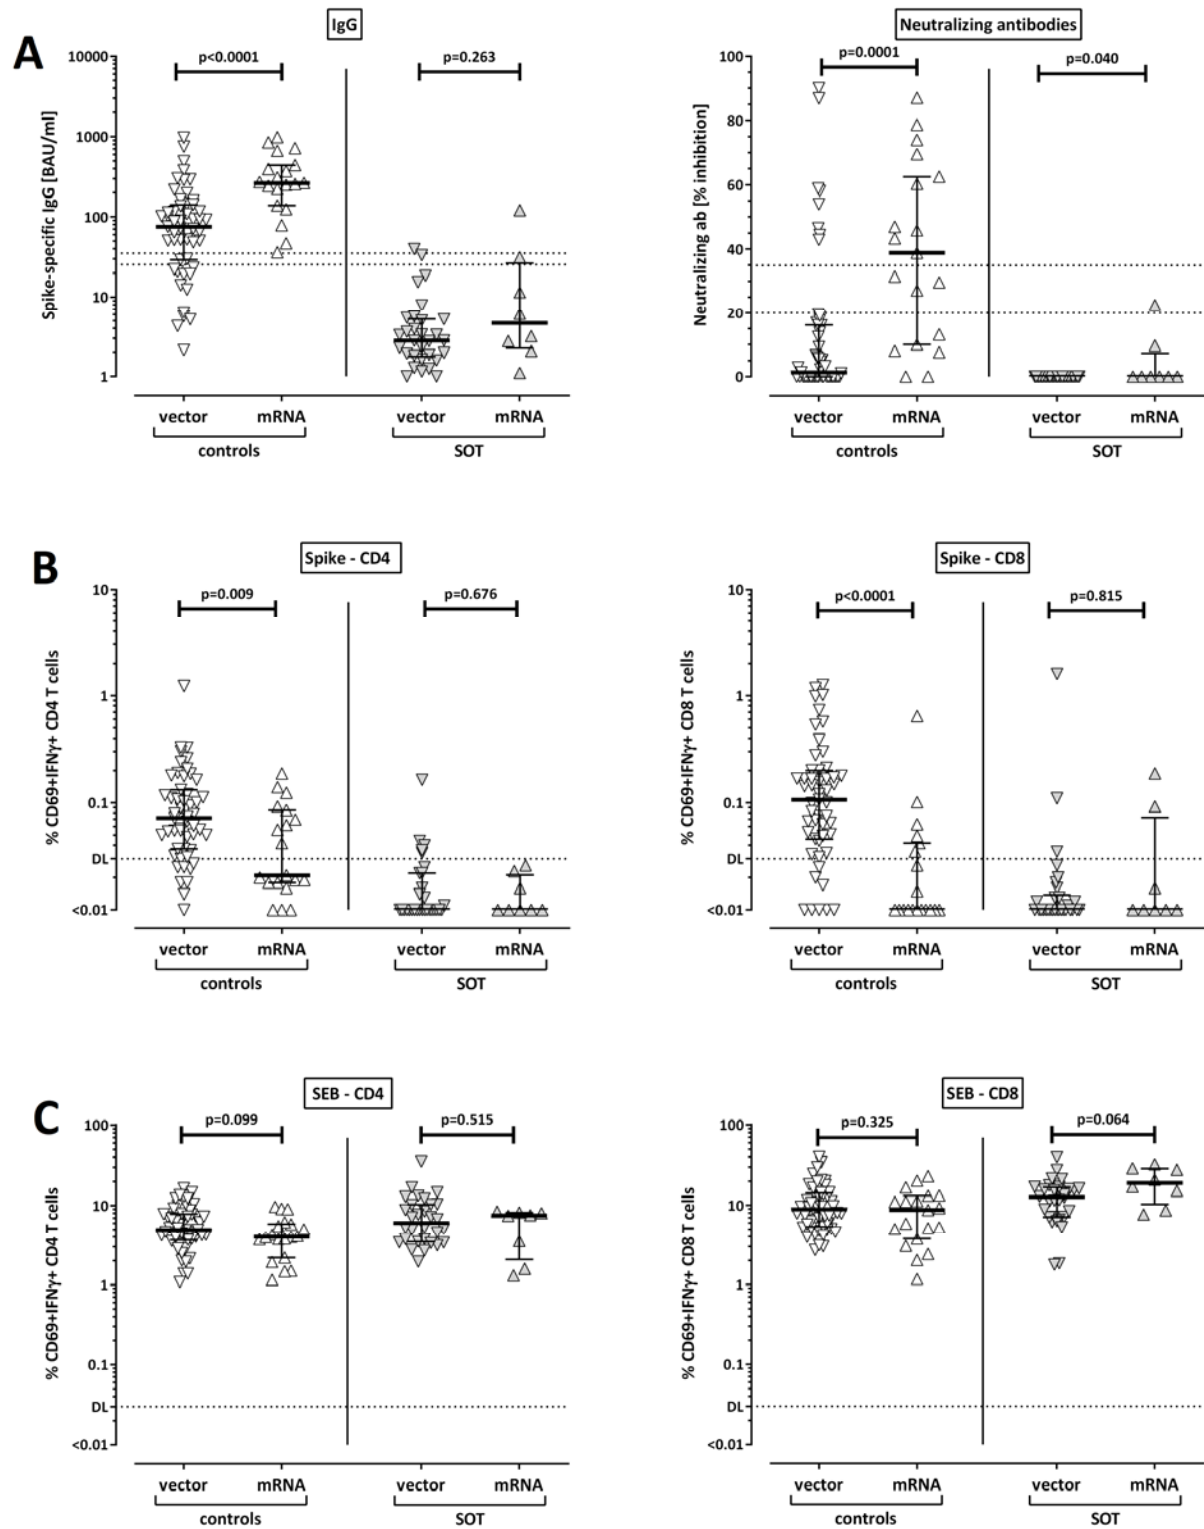 A
IgG
Neutralizing antibodies
p<0.0001
p=0.263
p=0.0001
p=0.040
Spike-specific IgG [BAU/ml]
10000
1000
100
10
1
Neutralizing ab [% inhibition]
100
80
60
40
20
0
vector
mRNA
vector
mRNA
controls
SOT
vector
mRNA
vector
mRNA
controls
SOT
B
Spike - CD4
Spike - CD8
p=0.009
p=0.676
p<0.0001
p=0.815
% CD69+IFNγ+ CD4 T cells
10
1
0.1
DL
<0.01
% CD69+IFNγ+ CD8 T cells
10
1
0.1
DL
<0.01
vector
mRNA
vector
mRNA
controls
SOT
vector
mRNA
vector
mRNA
controls
SOT
C
SEB - CD4
SEB - CD8
p=0.099
p=0.515
p=0.325
p=0.064
% CD69+IFNγ+ CD4 T cells
100
10
1
0.1
DL
<0.01
% CD69+IFNγ+ CD8 T cells
100
10
1
0.1
DL
<0.01
vector
mRNA
vector
mRNA
controls
SOT
vector
mRNA
vector
mRNA
controls
SOT